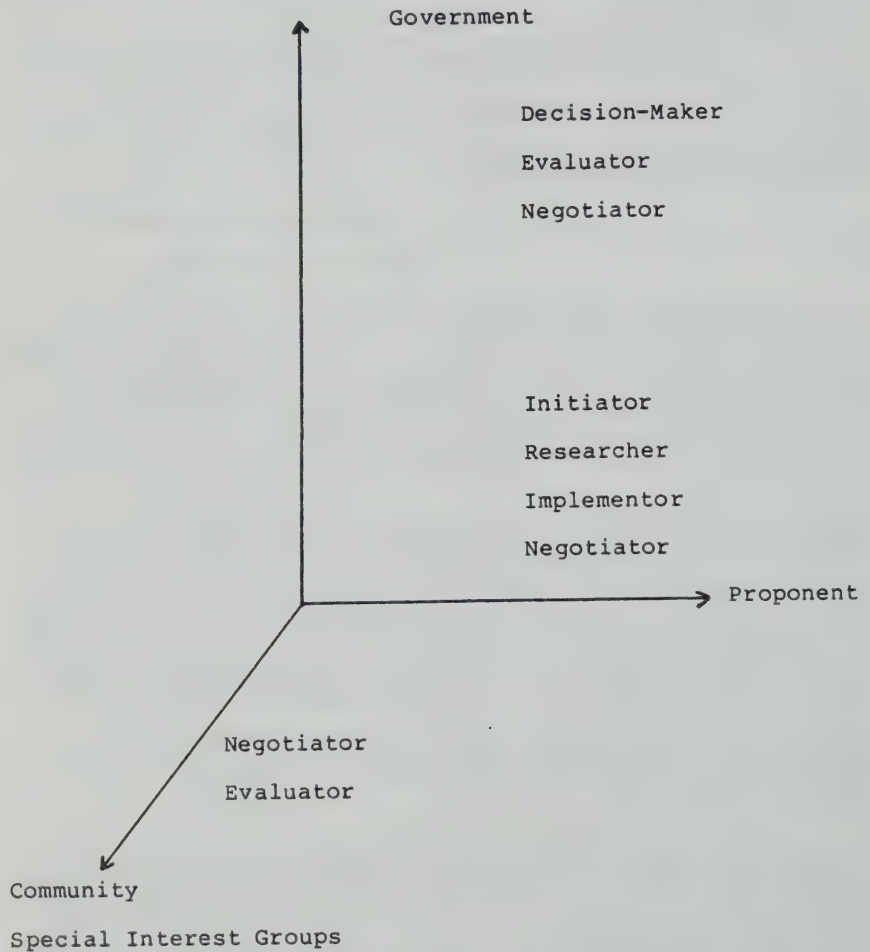 Government
Decision-Maker
Evaluator
Negotiator
Initiator
Researcher
Implementor
Negotiator
Proponent
Negotiator
Evaluator
Community
Special Interest Groups